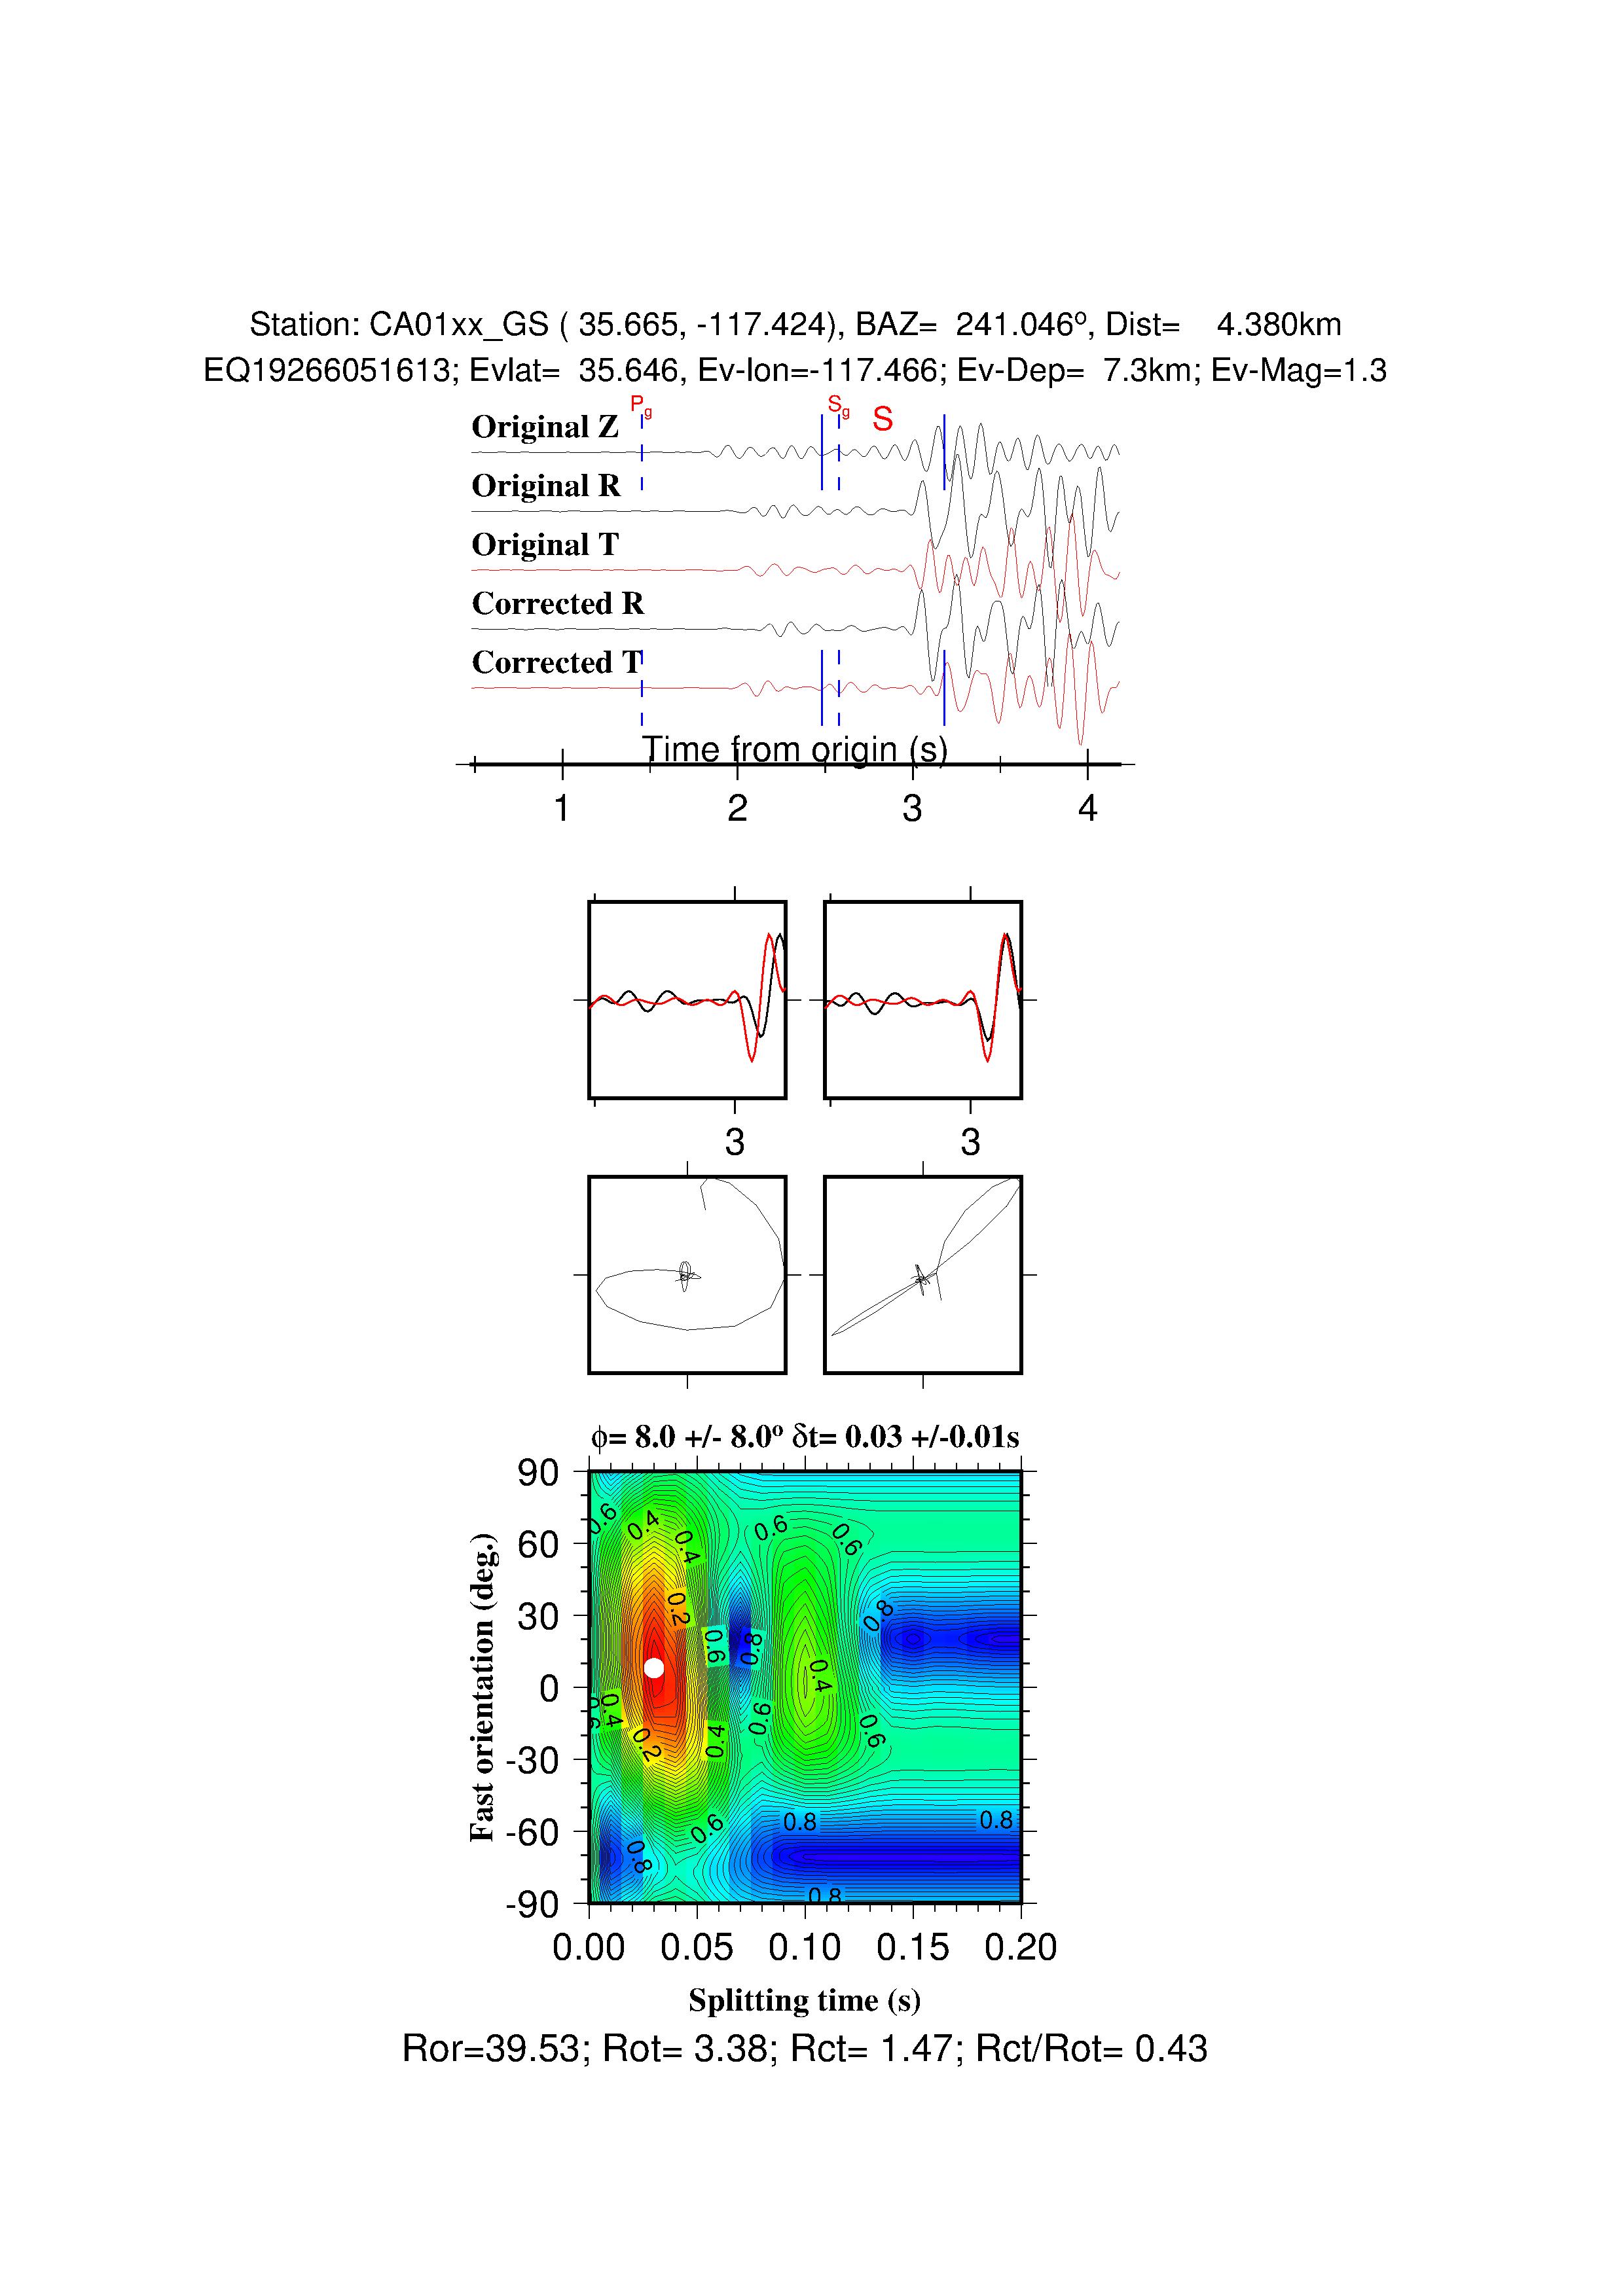 Station: CA01xx_GS ( 35.665, -117.424), BAZ= 241.046º, Dist= 4.380km
EQ19266051613; Evlat= 35.646, Ev-lon=-117.466; Ev-Dep= 7.3km; Ev-Mag=1.3
Pg Sg S
Original Z
Original R
Original T
Corrected R
Corrected T
Time from origin (s)
1 2 3 4
3 3
ϕ= 8.0 +/- 8.0º δt= 0.03 +/-0.01s
Fast orientation (deg.)
90
60
30
0
-30
-60
-90
0.6 0.4 0.4 0.6 0.6
0.2 0.6 0.8 0.8
0.6 0.4 0.2 0.4 0.6 0.4 0.6
0.8 0.6 0.8 0.8
0.8
0.00 0.05 0.10 0.15 0.20
Splitting time (s)
Ror=39.53; Rot= 3.38; Rct= 1.47; Rct/Rot= 0.43